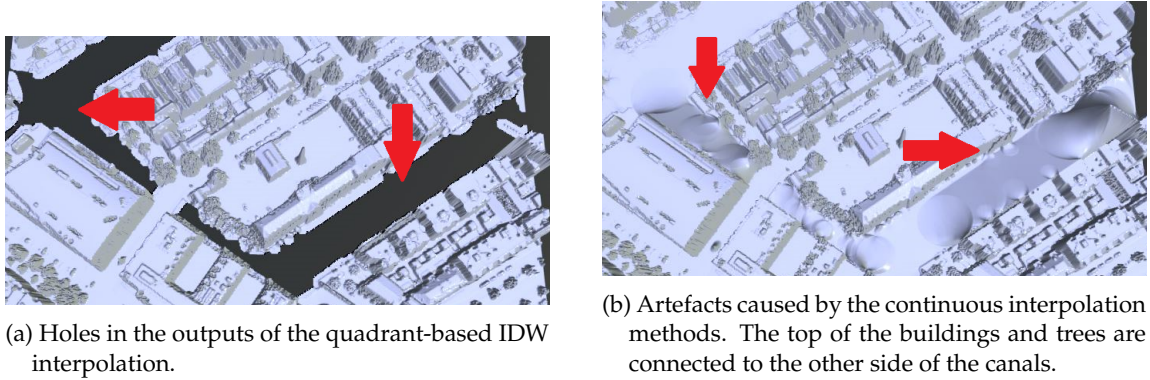 (a) Holes in the outputs of the quadrant-based IDW
interpolation.
(b) Artefacts caused by the continuous interpolation
methods. The top of the buildings and trees are
connected to the other side of the canals.